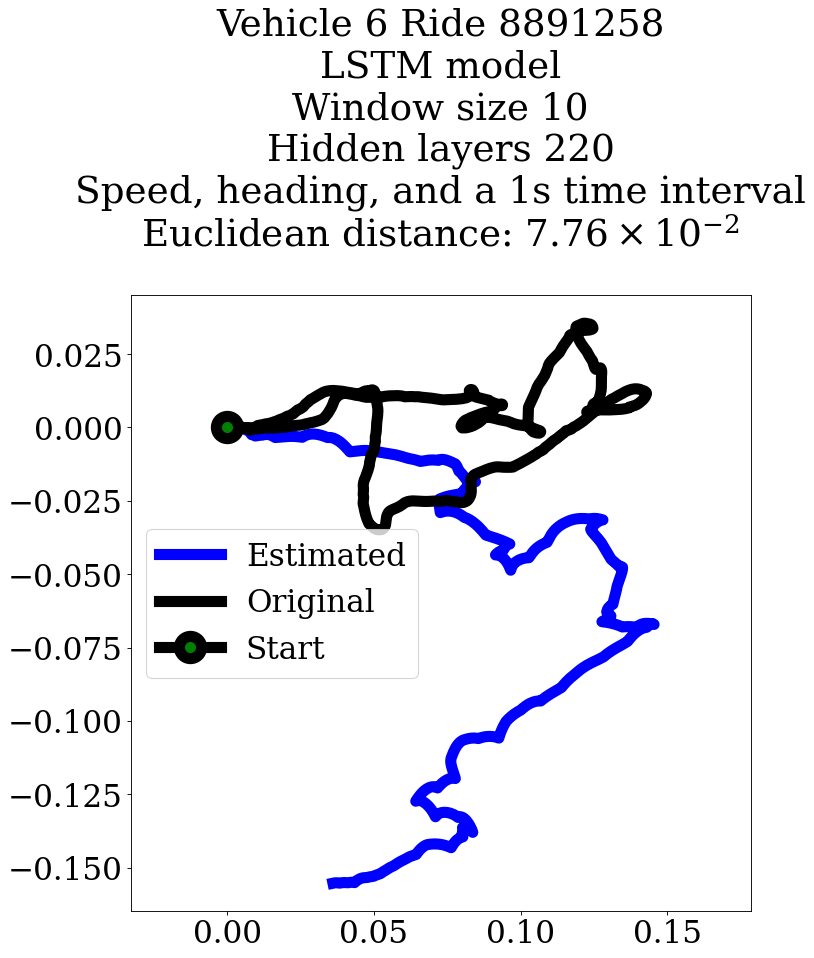 Vehicle 6 Ride 8891258
LSTM model
Window size 10
Hidden layers 220
Speed, heading, and a 1s time interval
Euclidean distance: 7.76 × 10⁻²
0.025
0.000
−0.025
−0.050
−0.075
−0.100
−0.125
−0.150
Estimated
Original
Start
0.00 0.05 0.10 0.15